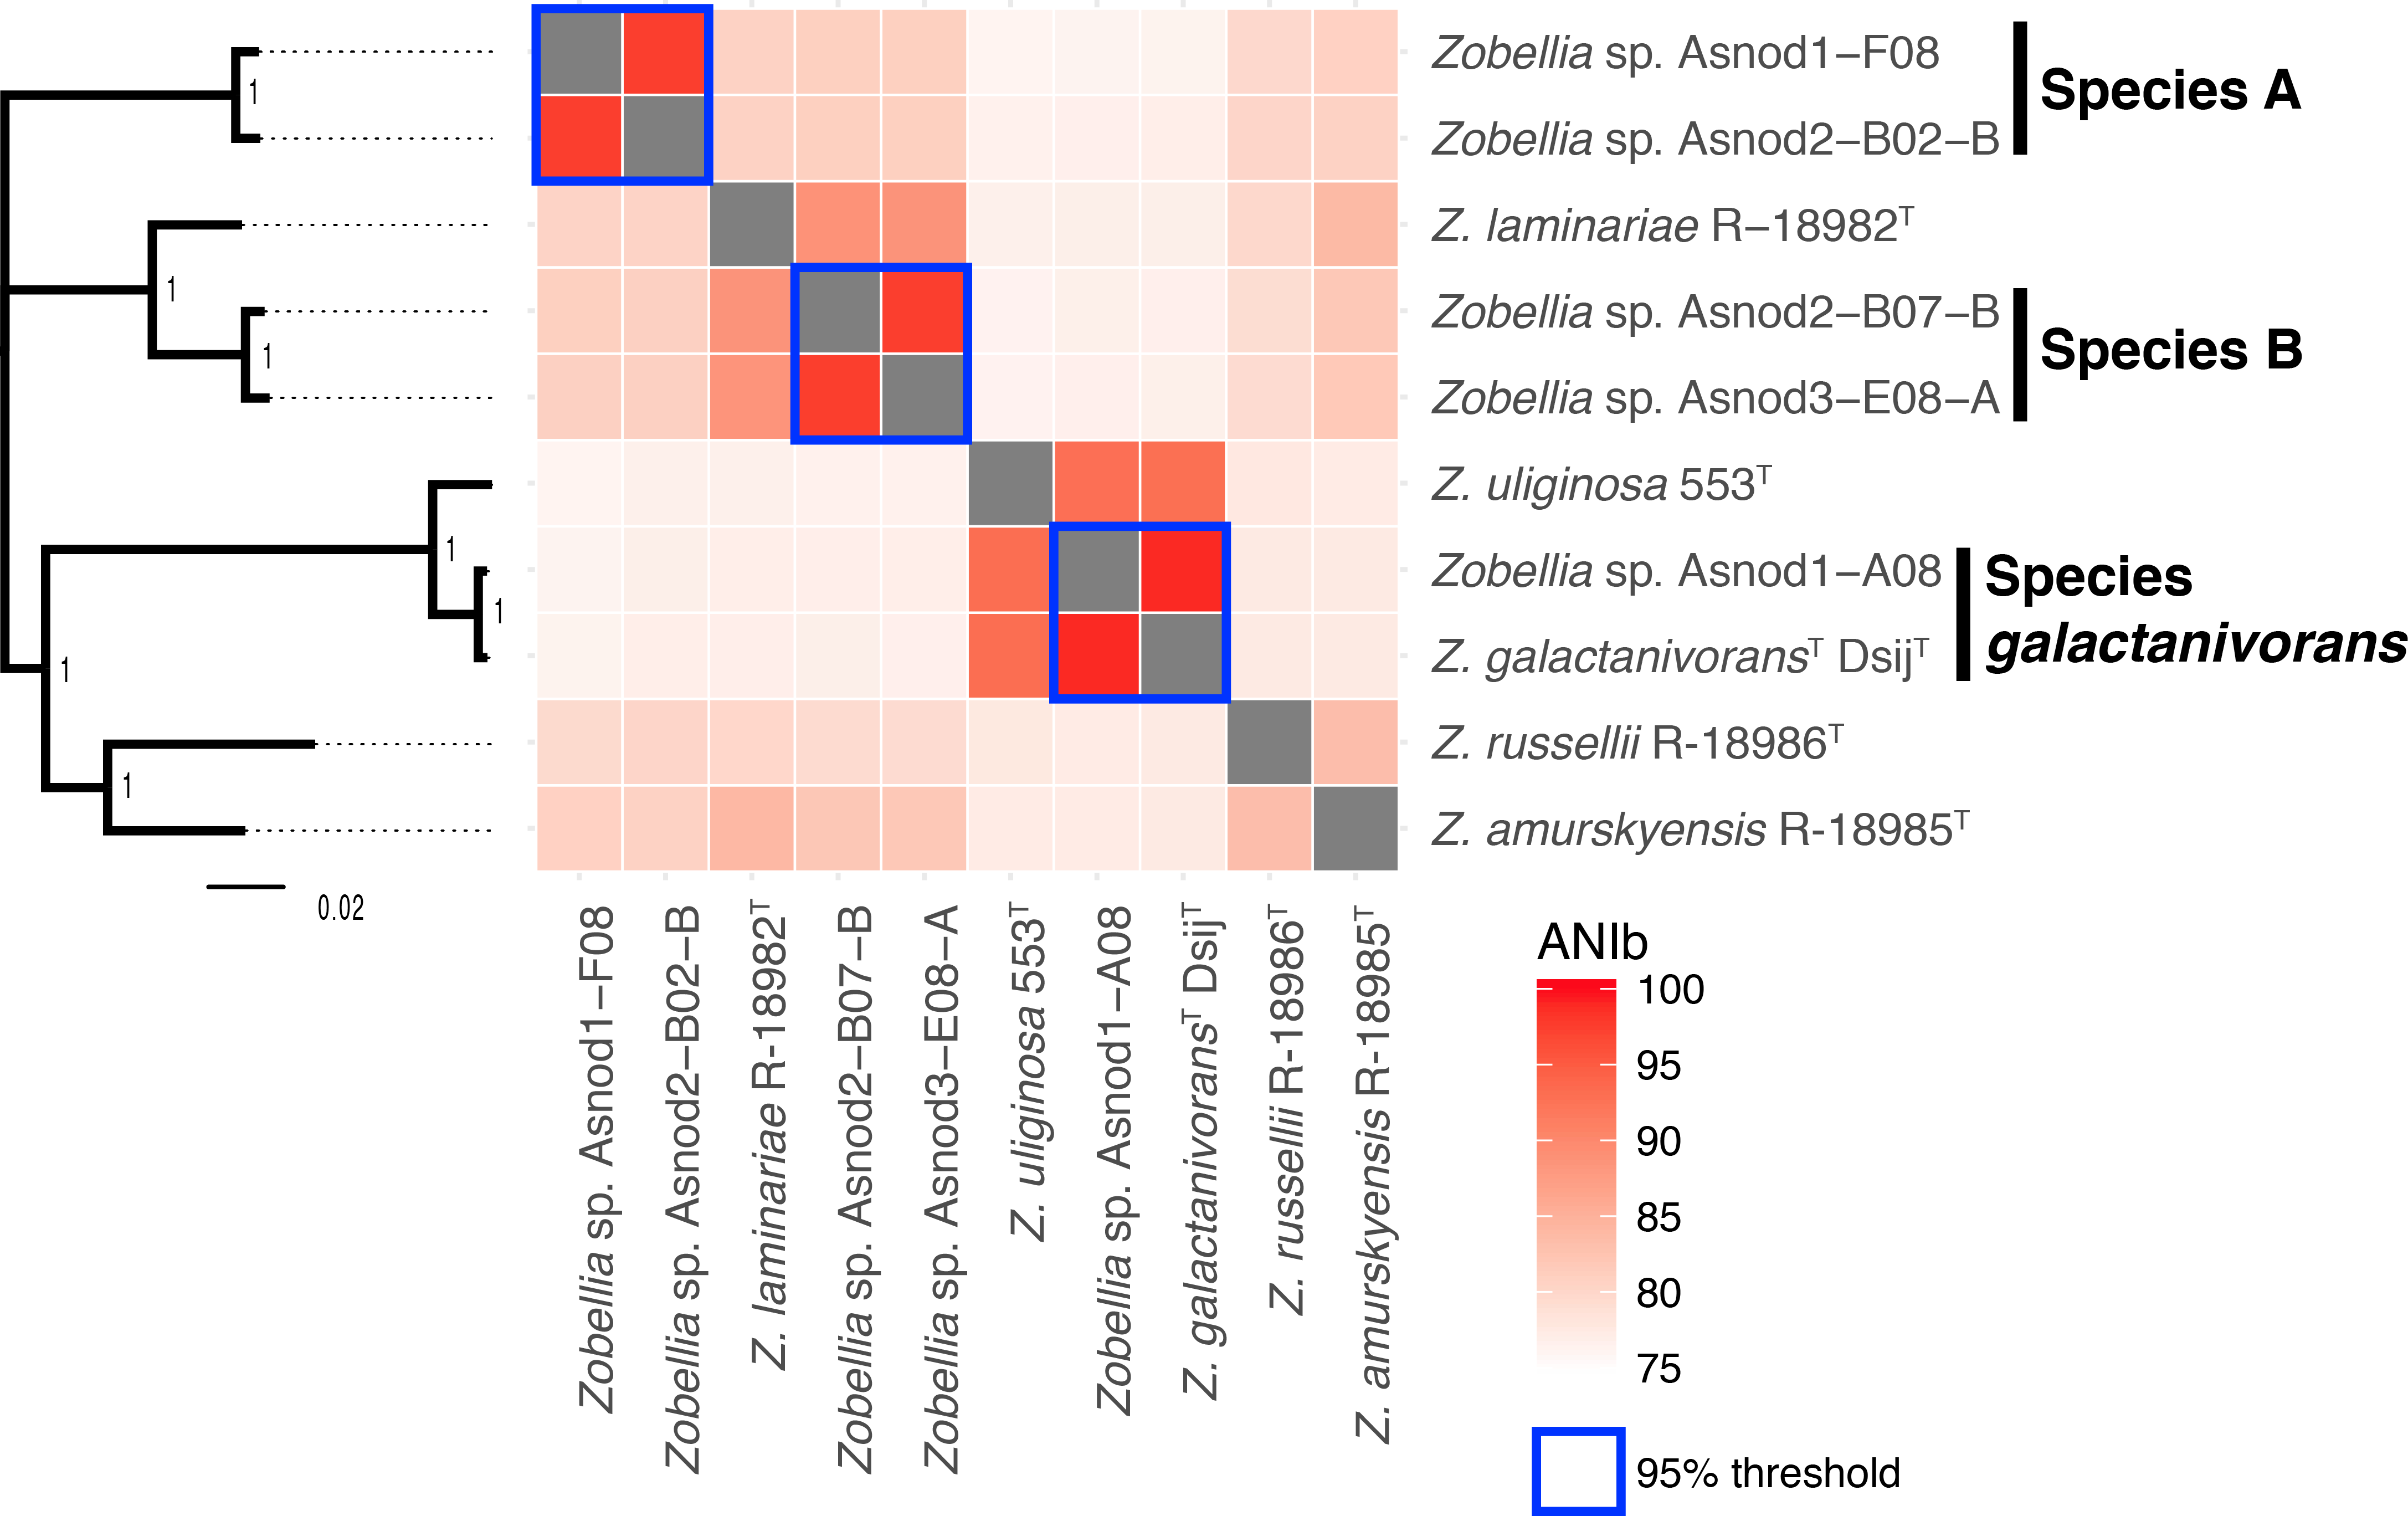 Zobellia sp. Asnod1–F08
Zobellia sp. Asnod2–B02–B
Species A
Z. laminariae R–18982ᵀ
Zobellia sp. Asnod2–B07–B
Zobellia sp. Asnod3–E08–A
Species B
Z. uliginosa 553ᵀ
Zobellia sp. Asnod1–A08
Z. galactanivoransᵀ Dsijᵀ
Species
galactanivorans
Z. russellii R-18986ᵀ
Z. amurskyensis R-18985ᵀ
1
1
1
1
1
1
1
0.02
Zobellia sp. Asnod1–F08
Zobellia sp. Asnod2–B02–B
Z. laminariae R-18982ᵀ
Zobellia sp. Asnod2–B07–B
Zobellia sp. Asnod3–E08–A
Z. uliginosa 553ᵀ
Zobellia sp. Asnod1–A08
Z. galactanivoransᵀ Dsijᵀ
Z. russellii R-18986ᵀ
Z. amurskyensis R-18985ᵀ
ANIb
100
95
90
85
80
75
95% threshold